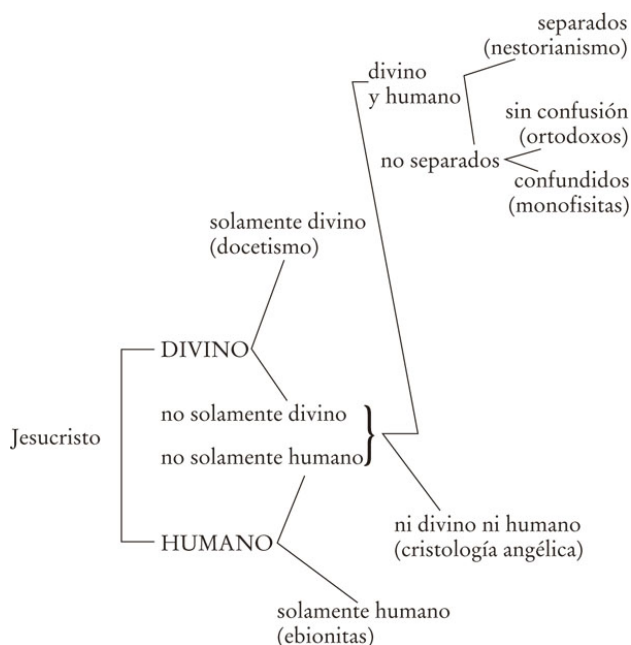 separados
(nestorianismo)
divino
y humano
sin confusión
(ortodoxos)
no separados
confundidos
(monofisitas)
solamente divino
(docetismo)
DIVINO
no solamente divino
Jesucristo
no solamente humano
ni divino ni humano
(cristología angélica)
HUMANO
solamente humano
(ebionitas)